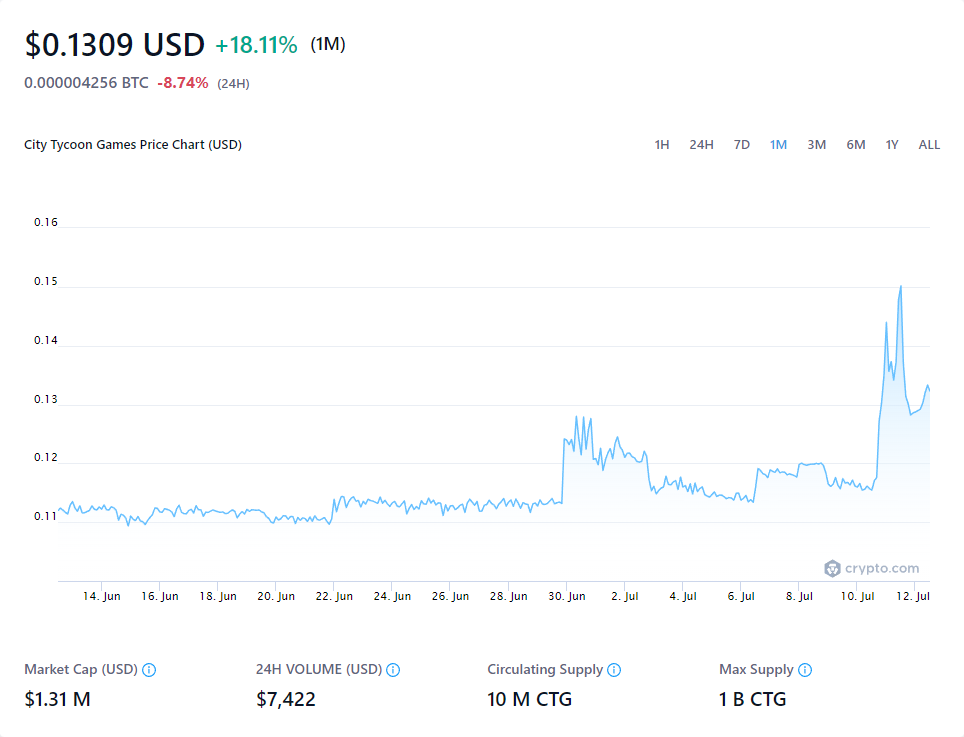 $0.1309 USD +18.11% (1M)
0.000004256 BTC -8.74% (24H)
City Tycoon Games Price Chart (USD) 1H 24H 7D 1M 3M 6M 1Y ALL
0.16
0.15
0.14
0.13
0.12
0.11
crypto.com
14. Jun 16. Jun 18. Jun 20. Jun 22. Jun 24. Jun 26. Jun 28. Jun 30. Jun 2. Jul 4. Jul 6. Jul 8. Jul 10. Jul 12. Jul
Market Cap (USD) 24H VOLUME (USD) Circulating Supply Max Supply
$1.31 M $7,422 10 M CTG 1 B CTG